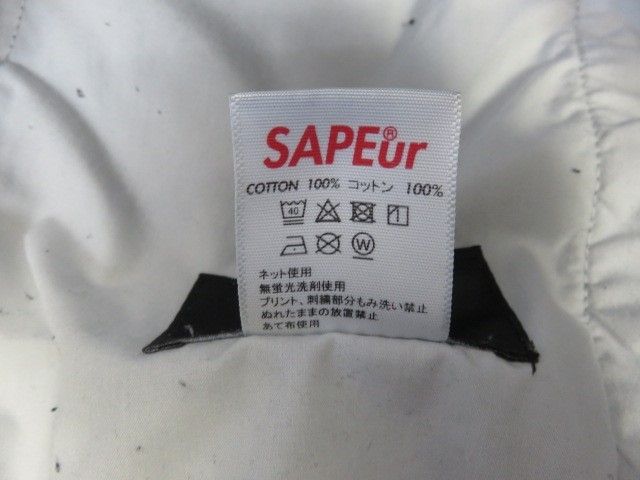 SAPEur®
COTTON 100% コットン 100%
40
W
ネット使用
無蛍光洗剤使用
プリント、刺繍部分もみ洗い禁止
ぬれたままの放置禁止
あて布使用